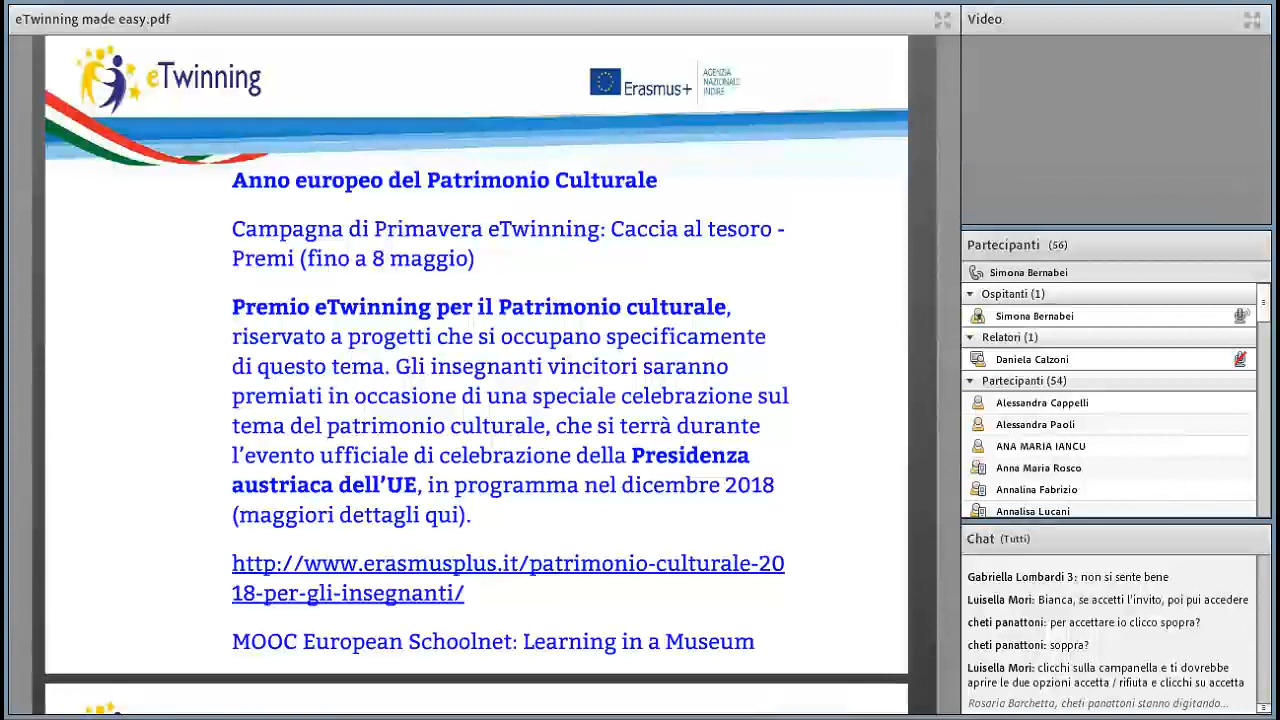 eTwinning made easy.pdf
eTwinning
Erasmus+
AGENZIA
NAZIONALE
INDIRE
Anno europeo del Patrimonio Culturale
Campagna di Primavera eTwinning: Caccia al tesoro -
Premi (fino a 8 maggio)
Premio eTwinning per il Patrimonio culturale,
riservato a progetti che si occupano specificamente
di questo tema. Gli insegnanti vincitori saranno
premiati in occasione di una speciale celebrazione sul
tema del patrimonio culturale, che si terrà durante
l'evento ufficiale di celebrazione della Presidenza
austriaca dell'UE, in programma nel dicembre 2018
(maggiori dettagli qui).
http://www.erasmusplus.it/patrimonio-culturale-20
18-per-gli-insegnanti/
MOOC European Schoolnet: Learning in a Museum
Video
Partecipanti (56)
Simona Bernabei
Ospitanti (1)
Simona Bernabei
Relatori (1)
Daniela Calzoni
Partecipanti (54)
Alessandra Cappelli
Alessandra Paoli
ANA MARIA IANCU
Anna Maria Rosco
Annalina Fabrizio
Annalisa Lucani
Chat (Tutti)
Gabriella Lombardi 3: non si sente bene
Luisella Mori: Bianca, se accetti l'invito, poi pui accedere
cheti panattoni: per accettare io clicco spopra?
cheti panattoni: soppra?
Luisella Mori: clicchi sulla campanella e ti dovrebbe
aprire le due opzioni accetta / rifiuta e clicchi su accetta
Rosaria Barchetta, cheti panattoni stanno digitando...